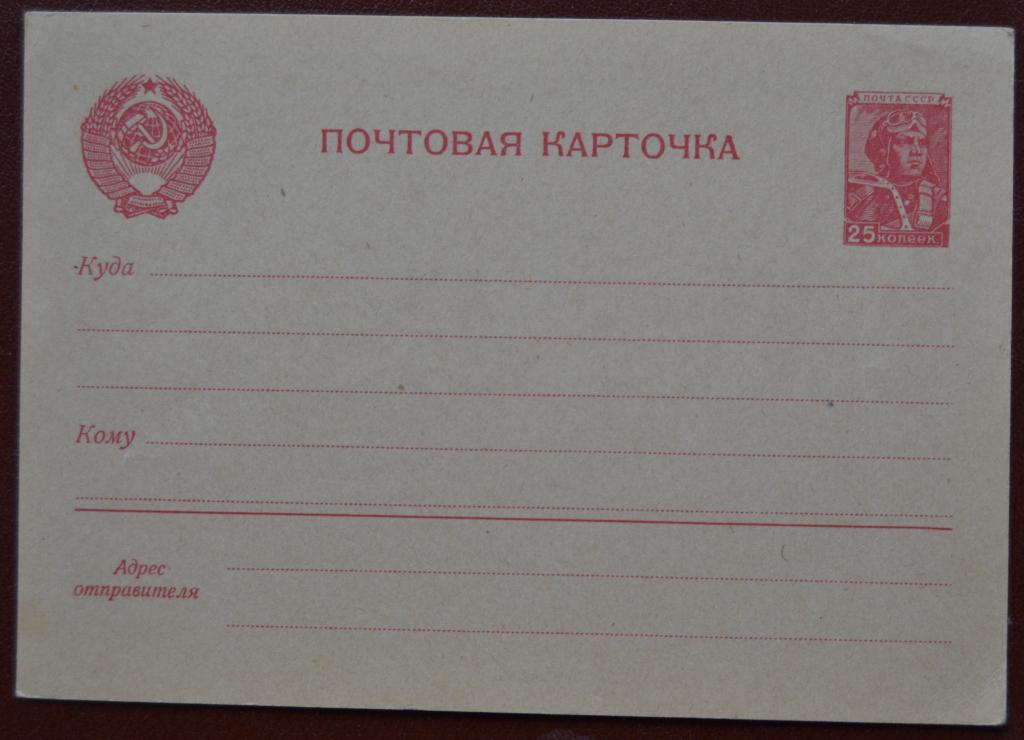 ПОЧТА СССР
ПОЧТОВАЯ КАРТОЧКА
25 КОПЕЕК
Куда
Кому
Адрес
отправителя